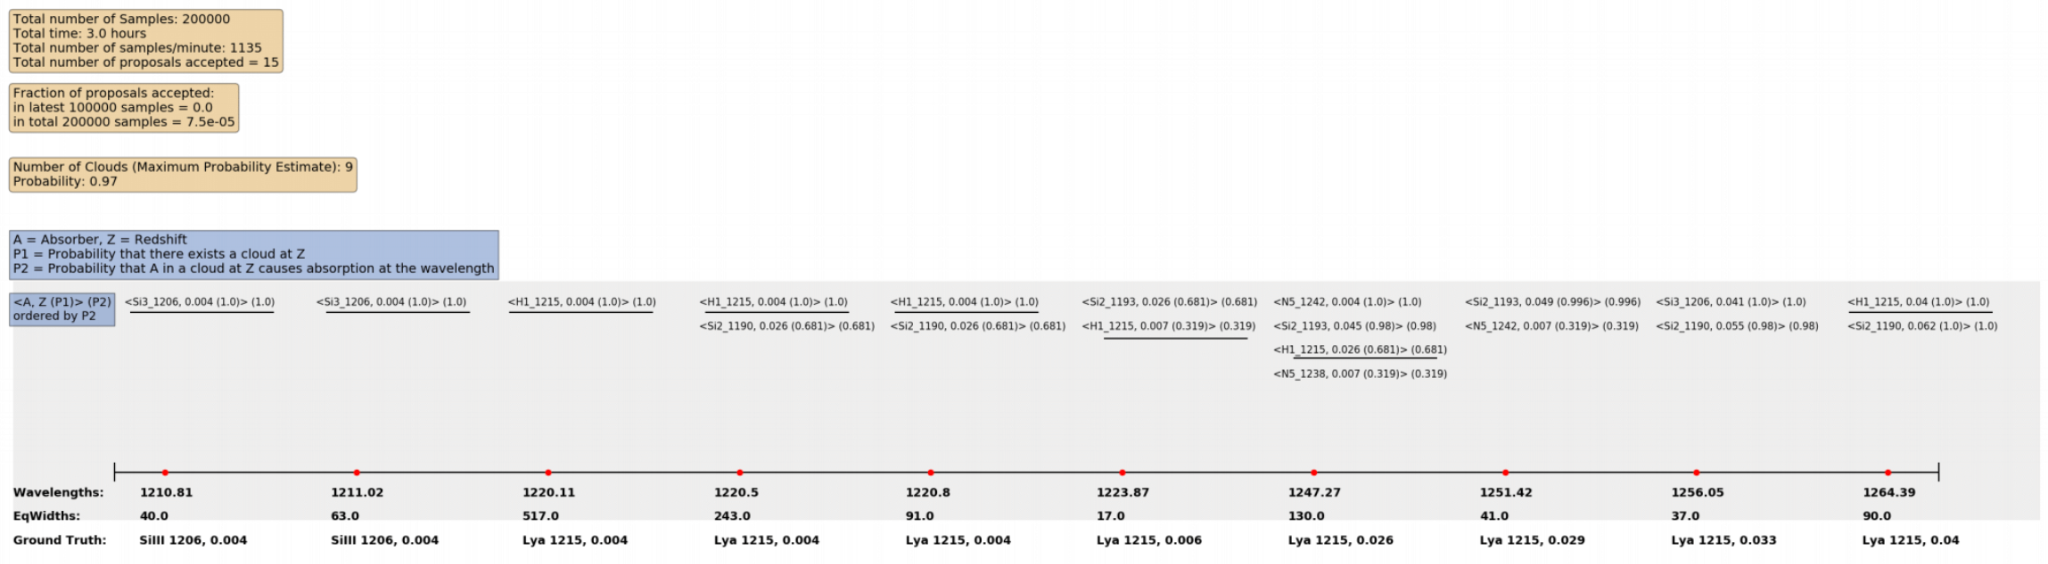 Total number of Samples: 200000
Total time: 3.0 hours
Total number of samples/minute: 1135
Total number of proposals accepted = 15
Fraction of proposals accepted:
in latest 100000 samples = 0.0
in total 200000 samples = 7.5e-05
Number of Clouds (Maximum Probability Estimate): 9
Probability: 0.97
A = Absorber, Z = Redshift
P1 = Probability that there exists a cloud at Z
P2 = Probability that A in a cloud at Z causes absorption at the wavelength
<A, Z (P1)> (P2)
ordered by P2
<Si3_1206, 0.004 (1.0)> (1.0)
<Si3_1206, 0.004 (1.0)> (1.0)
<H1_1215, 0.004 (1.0)> (1.0)
<H1_1215, 0.004 (1.0)> (1.0)
<Si2_1190, 0.026 (0.681)> (0.681)
<H1_1215, 0.004 (1.0)> (1.0)
<Si2_1190, 0.026 (0.681)> (0.681)
<Si2_1193, 0.026 (0.681)> (0.681)
<H1_1215, 0.007 (0.319)> (0.319)
<N5_1242, 0.004 (1.0)> (1.0)
<Si2_1193, 0.045 (0.98)> (0.98)
<H1_1215, 0.026 (0.681)> (0.681)
<N5_1238, 0.007 (0.319)> (0.319)
<Si2_1193, 0.049 (0.996)> (0.996)
<N5_1242, 0.007 (0.319)> (0.319)
<Si3_1206, 0.041 (1.0)> (1.0)
<Si2_1190, 0.055 (0.98)> (0.98)
<H1_1215, 0.04 (1.0)> (1.0)
<Si2_1190, 0.062 (1.0)> (1.0)
Wavelengths: 1210.81 1211.02 1220.11 1220.5 1220.8 1223.87 1247.27 1251.42 1256.05 1264.39
EqWidths: 40.0 63.0 517.0 243.0 91.0 17.0 130.0 41.0 37.0 90.0
Ground Truth: SiIII 1206, 0.004 SiIII 1206, 0.004 Lya 1215, 0.004 Lya 1215, 0.004 Lya 1215, 0.004 Lya 1215, 0.006 Lya 1215, 0.026 Lya 1215, 0.029 Lya 1215, 0.033 Lya 1215, 0.04